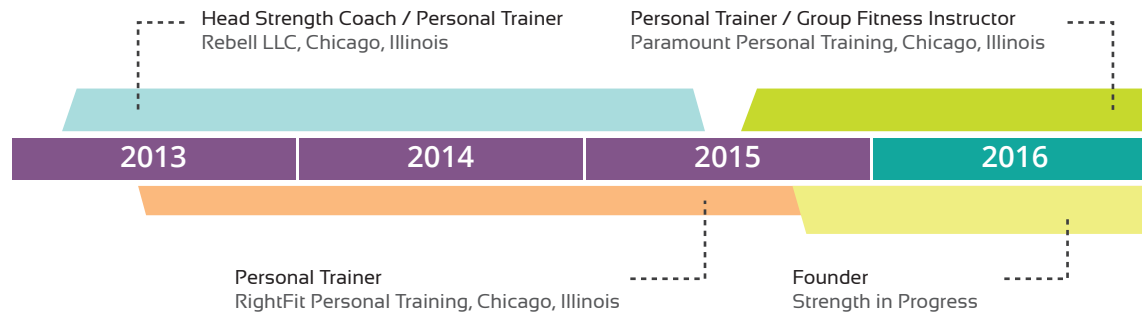 Head Strength Coach / Personal Trainer
Rebell LLC, Chicago, Illinois
Personal Trainer / Group Fitness Instructor
Paramount Personal Training, Chicago, Illinois
2013
2014
2015
2016
Personal Trainer
RightFit Personal Training, Chicago, Illinois
Founder
Strength in Progress